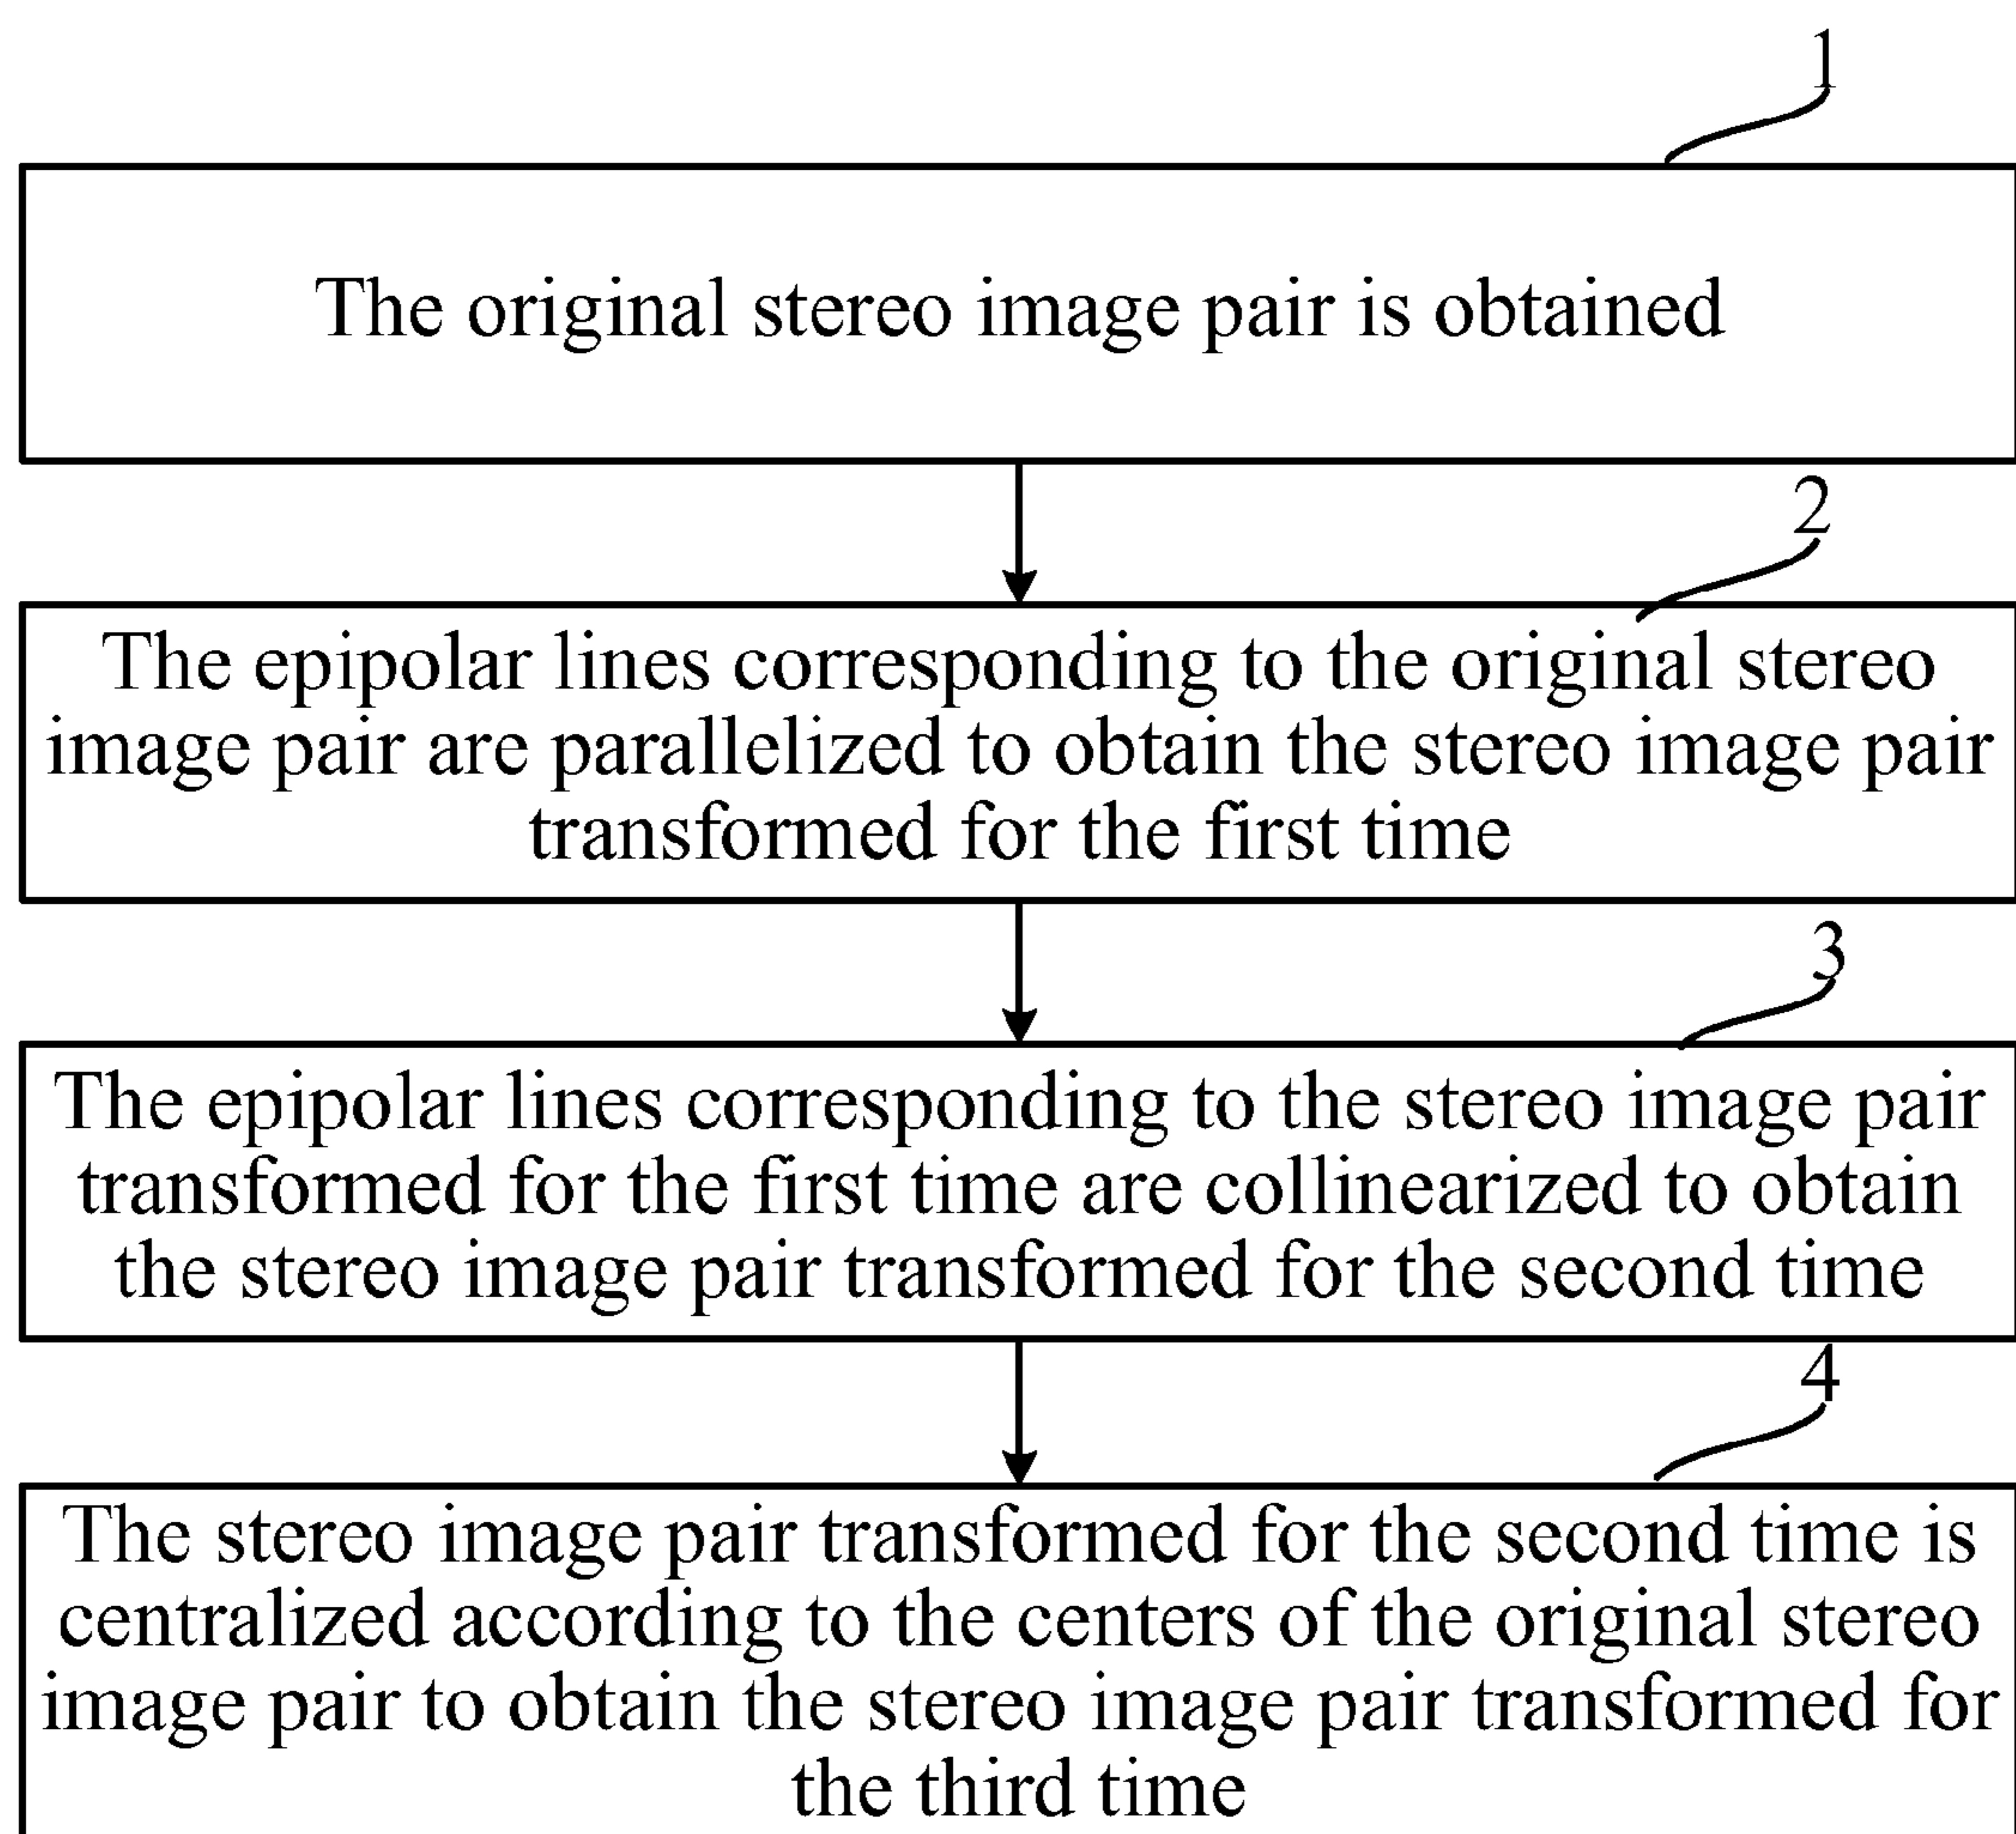 1
The original stereo image pair is obtained
2
The epipolar lines corresponding to the original stereo
image pair are parallelized to obtain the stereo image pair
transformed for the first time
3
The epipolar lines corresponding to the stereo image pair
transformed for the first time are collinearized to obtain
the stereo image pair transformed for the second time
4
The stereo image pair transformed for the second time is
centralized according to the centers of the original stereo
image pair to obtain the stereo image pair transformed for
the third time